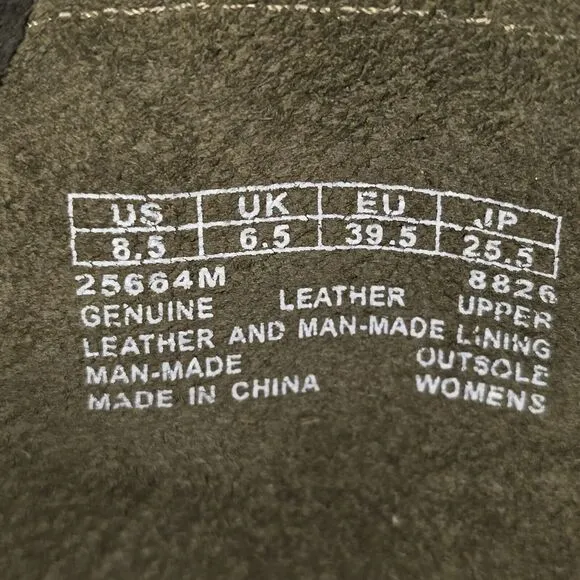 US UK EU JP
8.5 6.5 39.5 25.5
25664M 8826
GENUINE LEATHER UPPER
LEATHER AND MAN-MADE LINING
MAN-MADE OUTSOLE
MADE IN CHINA WOMENS